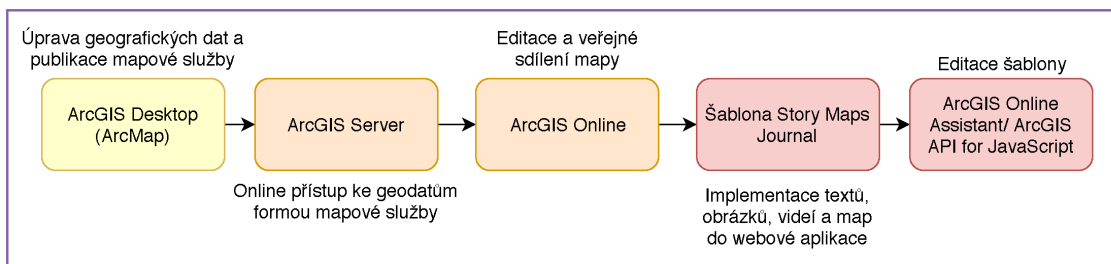 Úprava geografických dat a
publikace mapové služby
ArcGIS Desktop
(ArcMap)
ArcGIS Server
Online přístup ke geodatům
formou mapové služby
Editace a veřejné
sdílení mapy
ArcGIS Online
Šablona Story Maps
Journal
Implementace textů,
obrázků, videí a map
do webové aplikace
Editace šablony
ArcGIS Online
Assistant/ ArcGIS
API for JavaScript